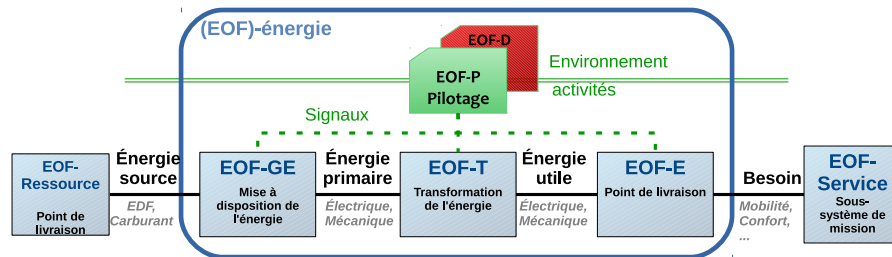 (EOF)-énergie
EOF-D
EOF-P
Pilotage
Environnement
activités
Signaux
EOF-
Ressource
Point de
livraison
Énergie
source
EDF,
Carburant
EOF-GE
Mise à
disposition de
l'énergie
Énergie
primaire
Électrique,
Mécanique
EOF-T
Transformation
de l'énergie
Énergie
utile
Électrique,
Mécanique
EOF-E
Point de livraison
Besoin
Mobilité,
Confort,
...
EOF-
Service
Sous-
système de
mission